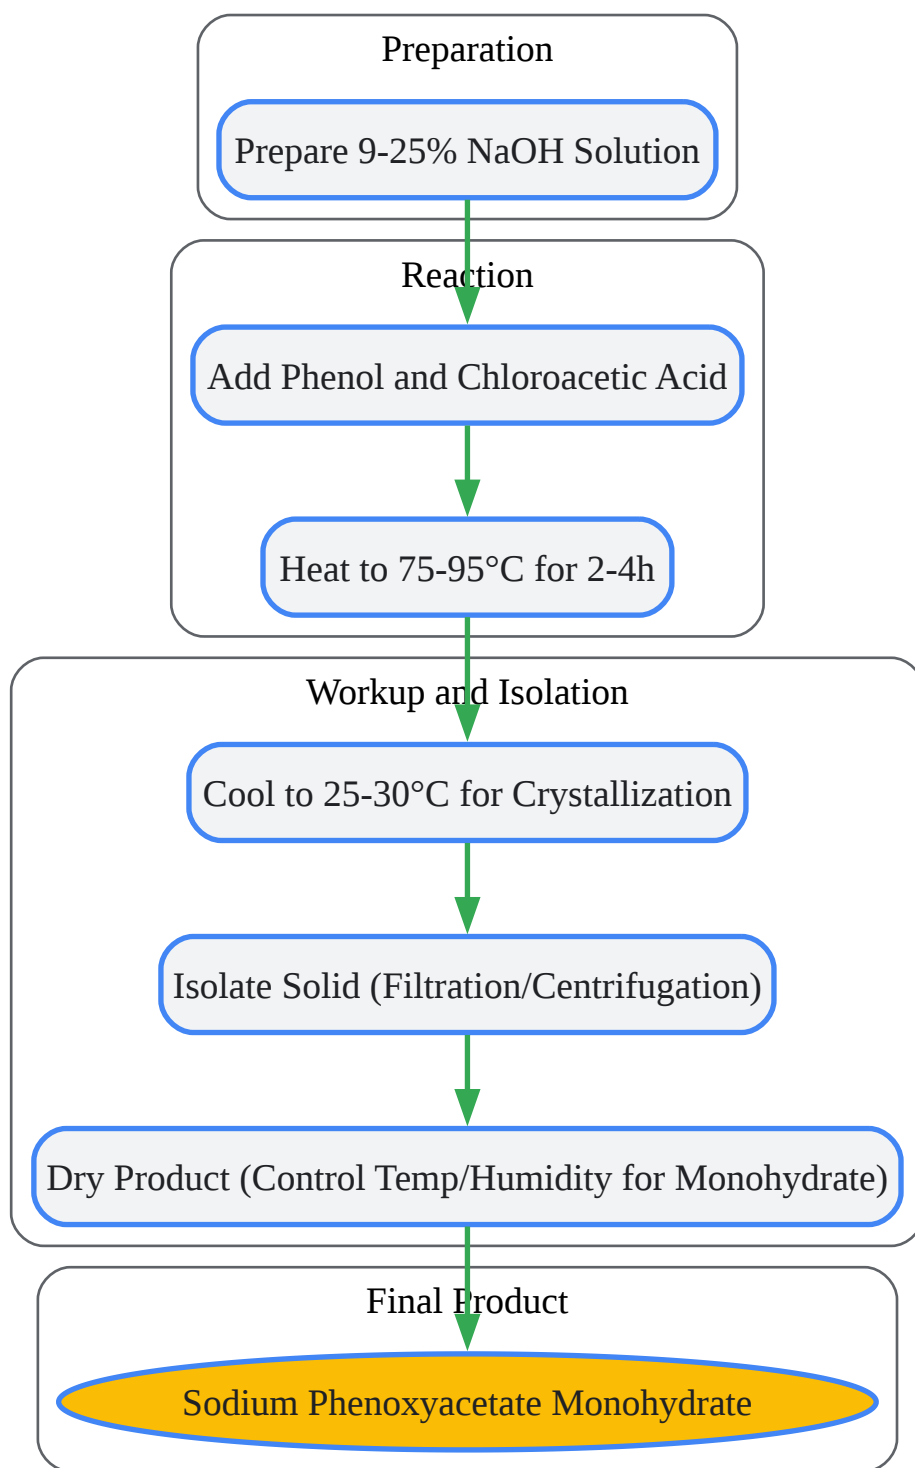 Preparation
Prepare 9-25% NaOH Solution
Reaction
Add Phenol and Chloroacetic Acid
Heat to 75-95°C for 2-4h
Workup and Isolation
Cool to 25-30°C for Crystallization
Isolate Solid (Filtration/Centrifugation)
Dry Product (Control Temp/Humidity for Monohydrate)
Final Product
Sodium Phenoxyacetate Monohydrate